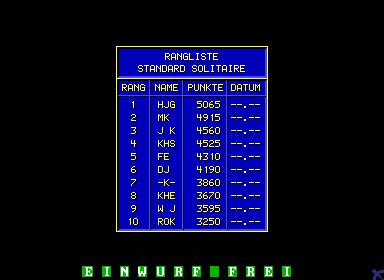 RANGLISTE
STANDARD SOLITAIRE
RANG NAME PUNKTE DATUM
1 HJG 5065 --.--
2 MK 4915 --.--
3 J K 4560 --.--
4 KHS 4525 --.--
5 FE 4310 --.--
6 DJ 4190 --.--
7 -K- 3860 --.--
8 KHE 3670 --.--
9 W J 3595 --.--
10 ROK 3250 --.--
EINWURF FREI